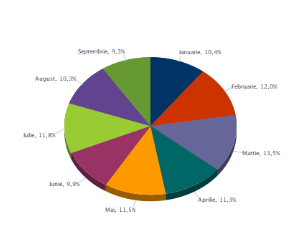 Septembrie, 9,3%
Ianuarie, 10,4%
August, 10,3%
Februarie, 12,0%
Iulie, 11,8%
Martie, 13,5%
Iunie, 9,9%
Aprilie, 11,3%
Mai, 11,5%